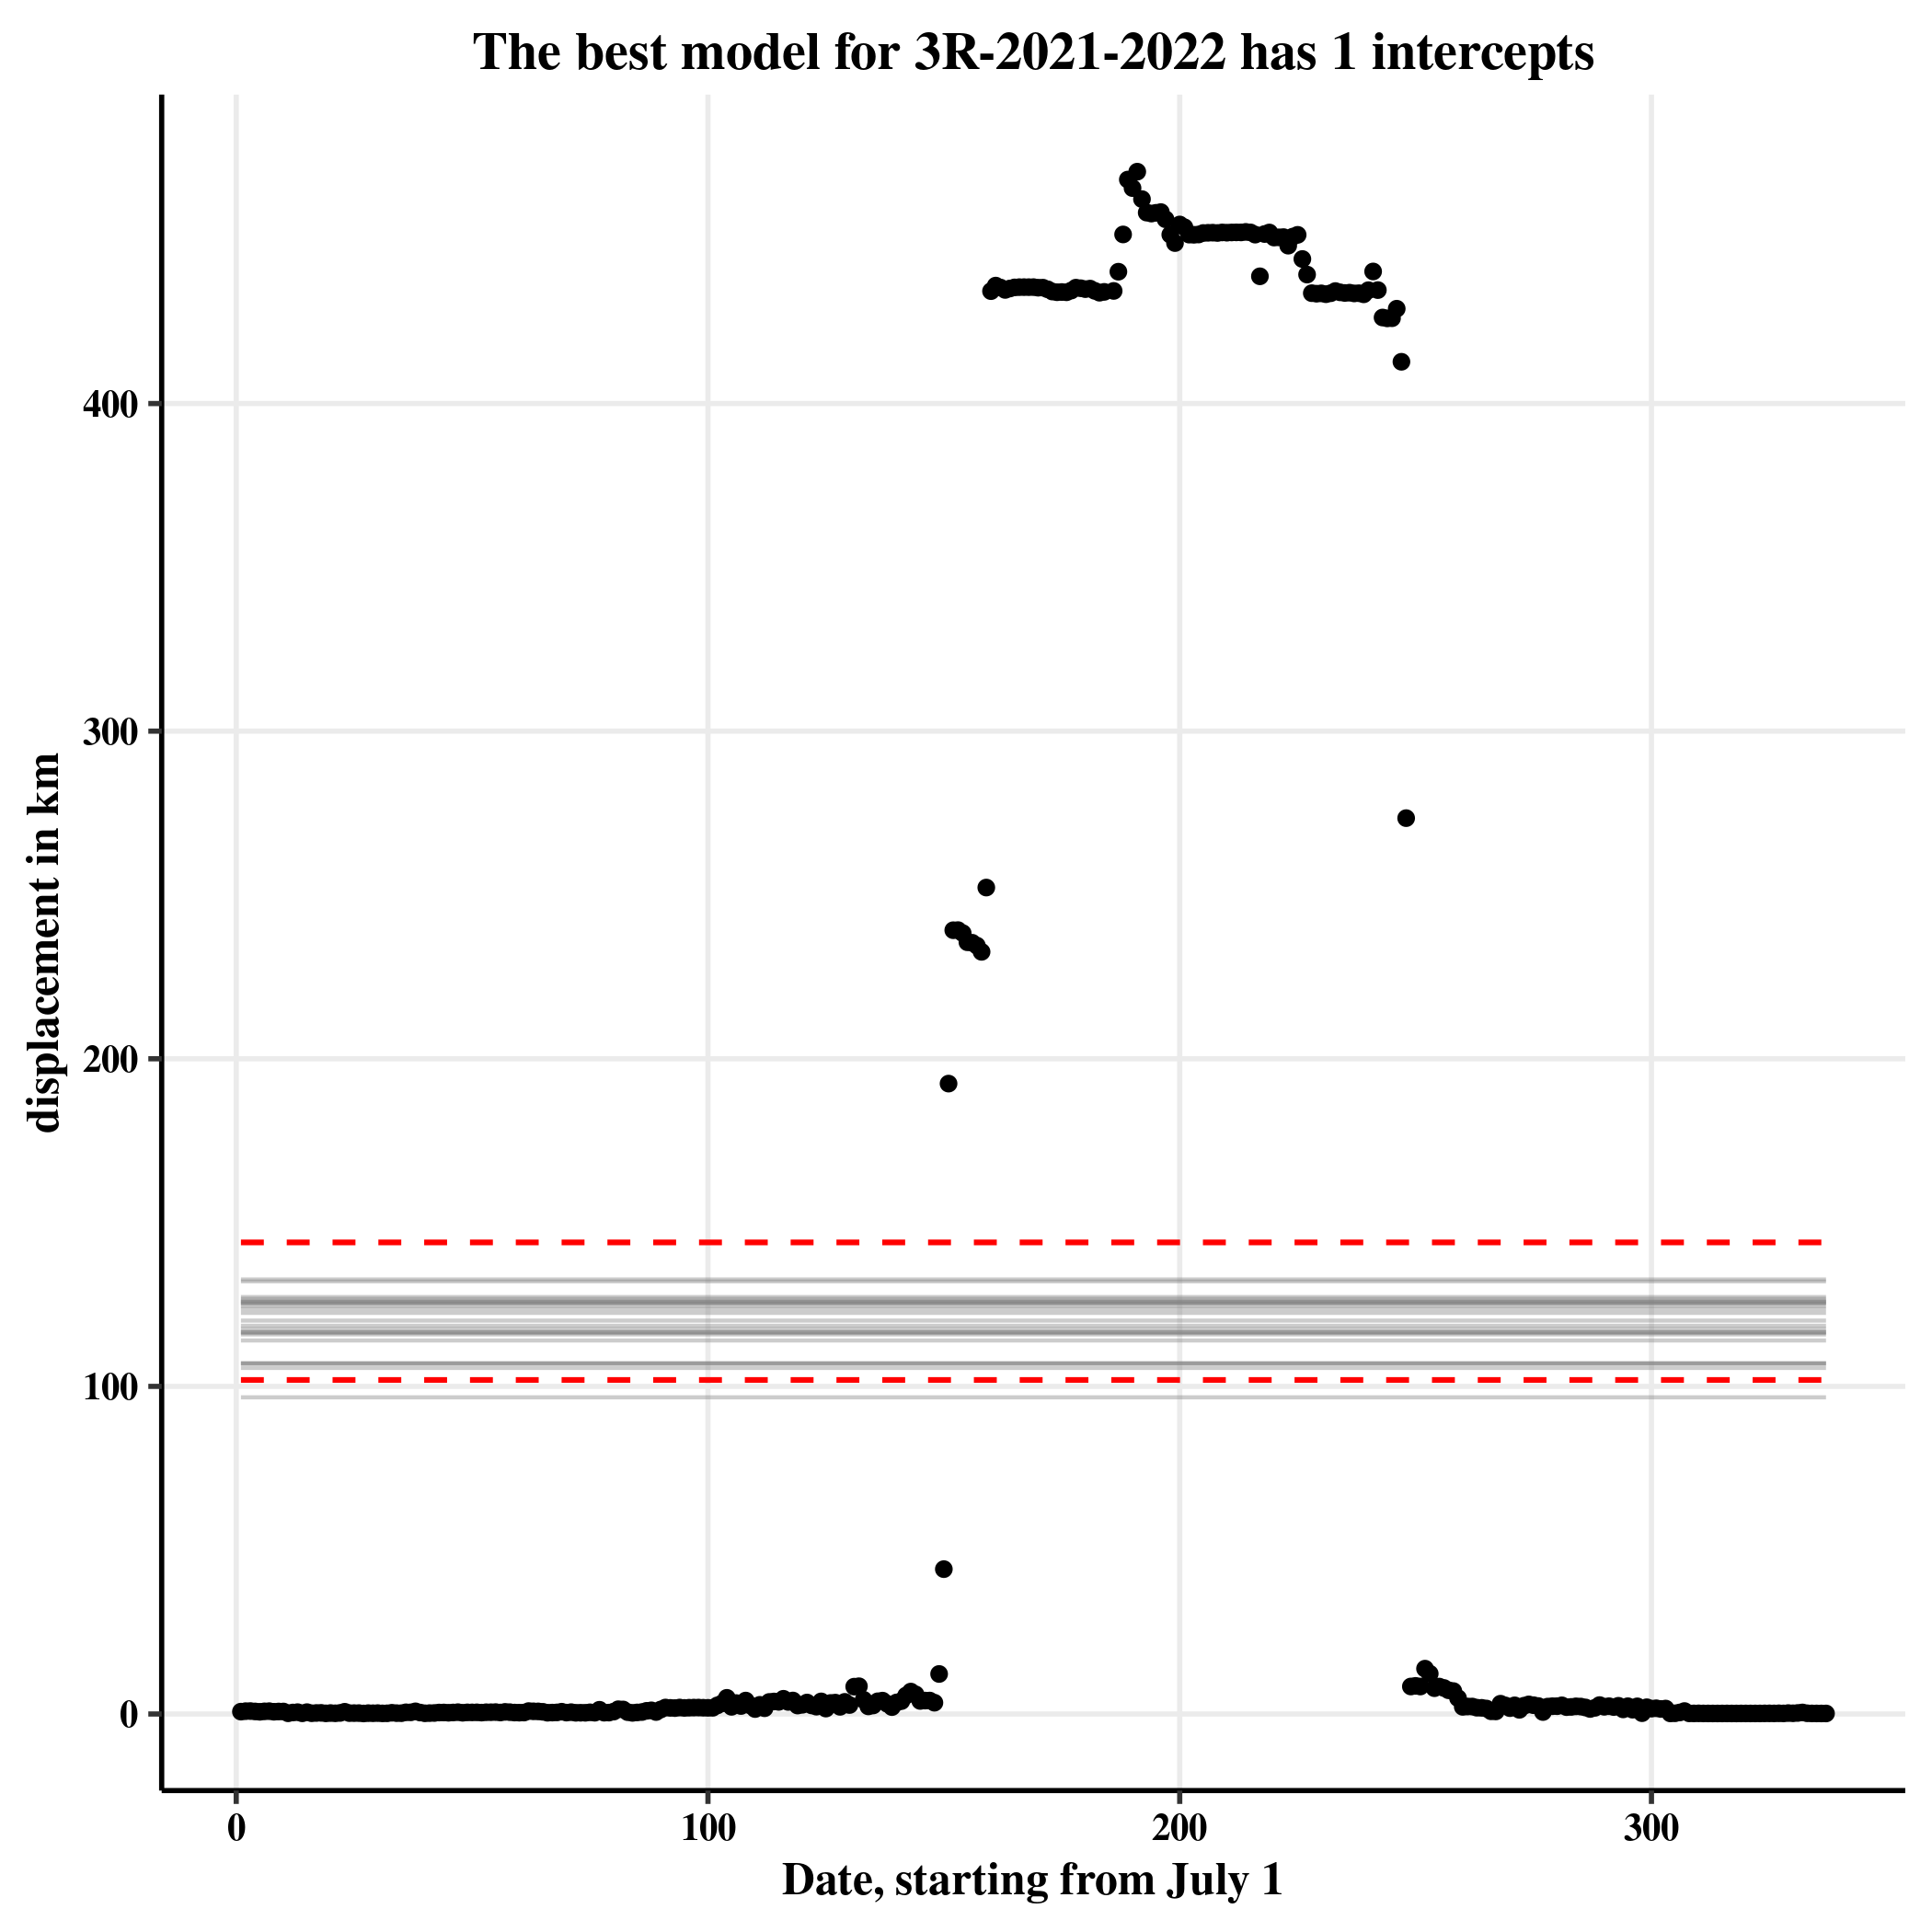 The best model for 3R-2021-2022 has 1 intercepts
displacement in km
400
300
200
100
0
0 100 200 300
Date, starting from July 1